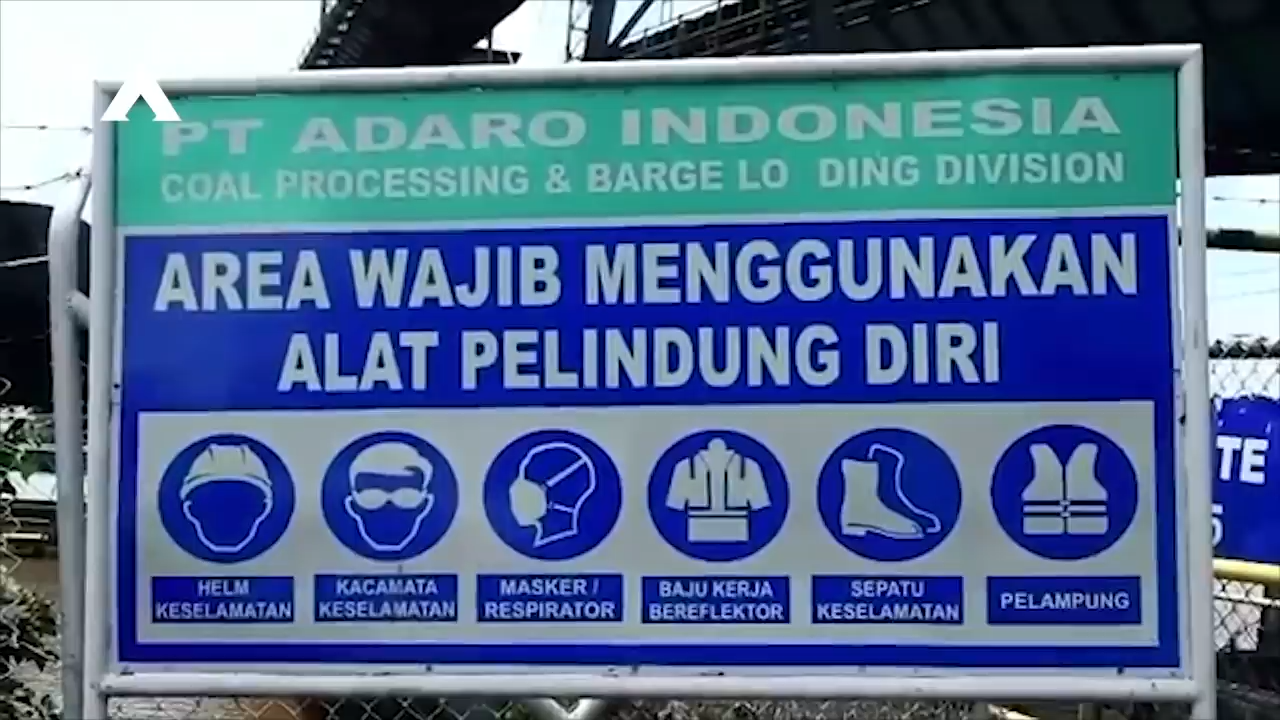 PT ADARO INDONESIA
COAL PROCESSING & BARGE LO DING DIVISION
AREA WAJIB MENGGUNAKAN
ALAT PELINDUNG DIRI
HELM
KESELAMATAN
KACAMATA
KESELAMATAN
MASKER /
RESPIRATOR
BAJU KERJA
BEREFLEKTOR
SEPATU
KESELAMATAN
PELAMPUNG
TE